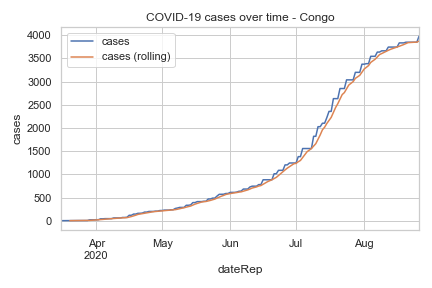 COVID-19 cases over time - Congo
cases
cases (rolling)
4000
3500
3000
2500
2000
1500
1000
500
0
cases
Apr
2020
May
Jun
Jul
Aug
dateRep